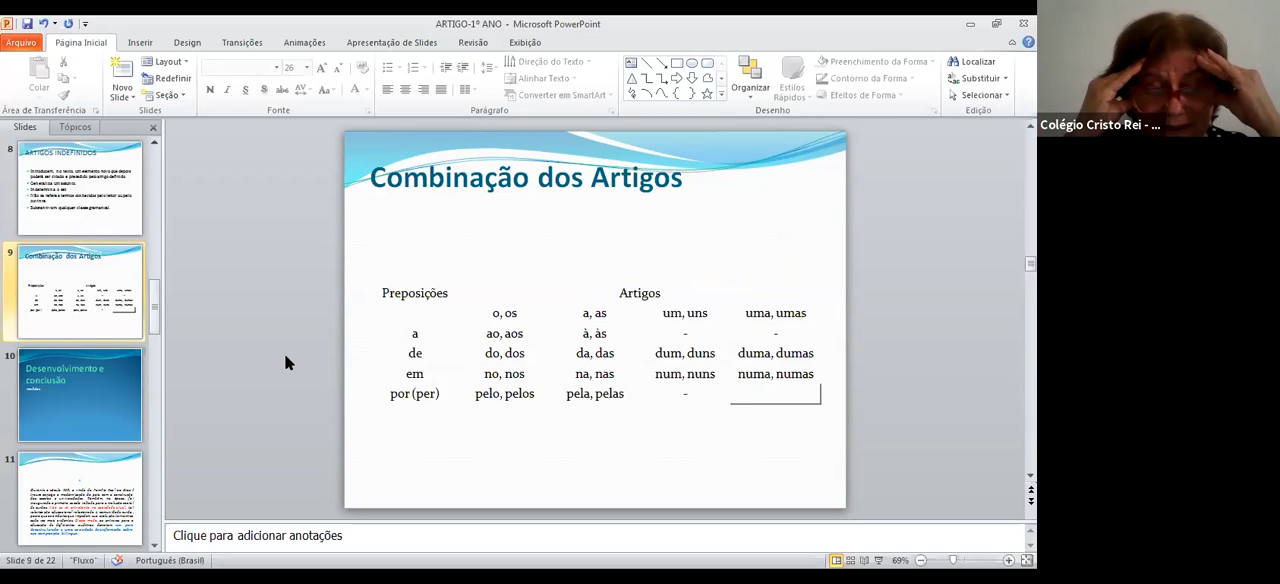 ARTIGO-1º ANO - Microsoft PowerPoint
Arquivo Página Inicial Inserir Design Transições Animações Apresentação de Slides Revisão Exibição
Colar
Novo Slide
Layout
Redefinir
Seção
26
N I S S abc AV Aa A
Direção do Texto
Alinhar Texto
Converter em SmartArt
Organizar
Estilos Rápidos
Preenchimento da Forma
Contorno da Forma
Efeitos de Forma
Localizar
Substituir
Selecionar
Área de Transferência Slides Fonte Parágrafo Desenho Edição
Colégio Cristo Rei - ...
Slides Tópicos
8
ARTIGOS INDEFINIDOS
9
Combinação dos Artigos
10
Desenvolvimento e
conclusão
11
Combinação dos Artigos
Preposições Artigos
o, os a, as um, uns uma, umas
a ao, aos à, às - -
de do, dos da, das dum, duns duma, dumas
em no, nos na, nas num, nuns numa, numas
por (per) pelo, pelos pela, pelas -
Clique para adicionar anotações
Slide 9 de 22 "Fluxo" Português (Brasil) 69%